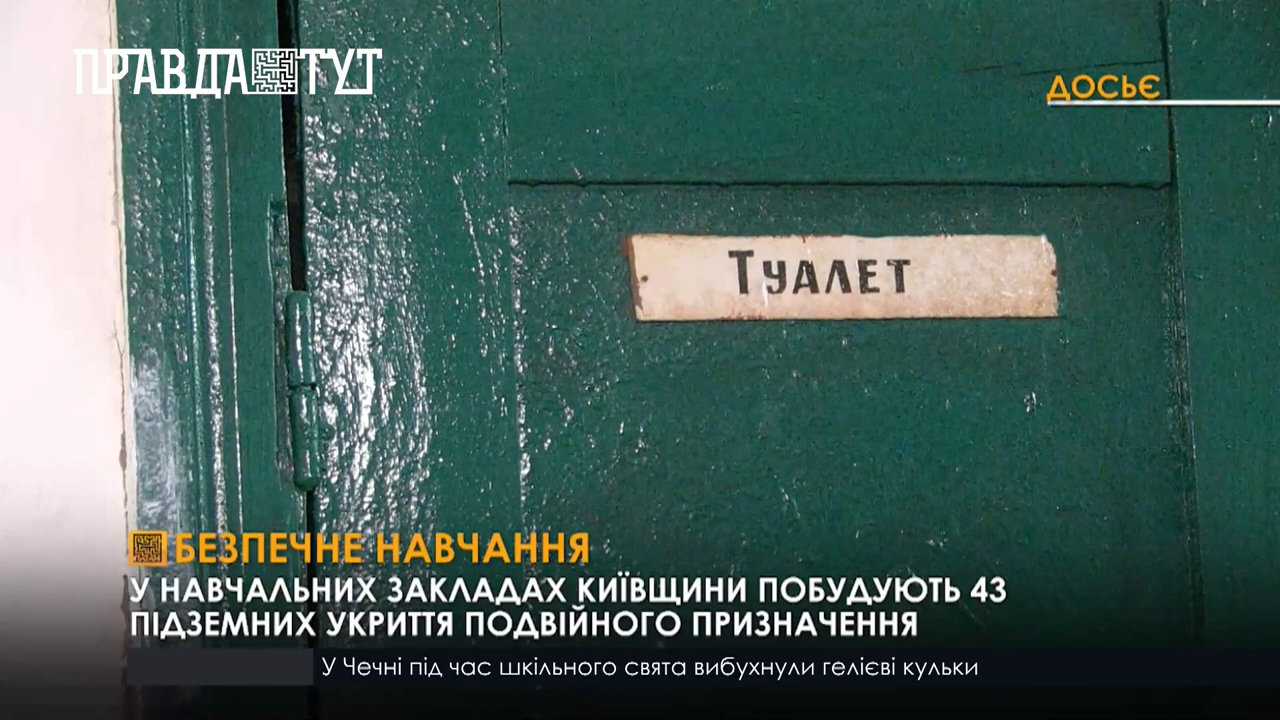 ПРАВДА ТУТ
ДОСЬЄ
Туалет
БЕЗПЕЧНЕ НАВЧАННЯ
У НАВЧАЛЬНИХ ЗАКЛАДАХ КИЇВЩИНИ ПОБУДУЮТЬ 43
ПІДЗЕМНИХ УКРИТТЯ ПОДВІЙНОГО ПРИЗНАЧЕННЯ
У Чечні під час шкільного свята вибухнули гелієві кульки